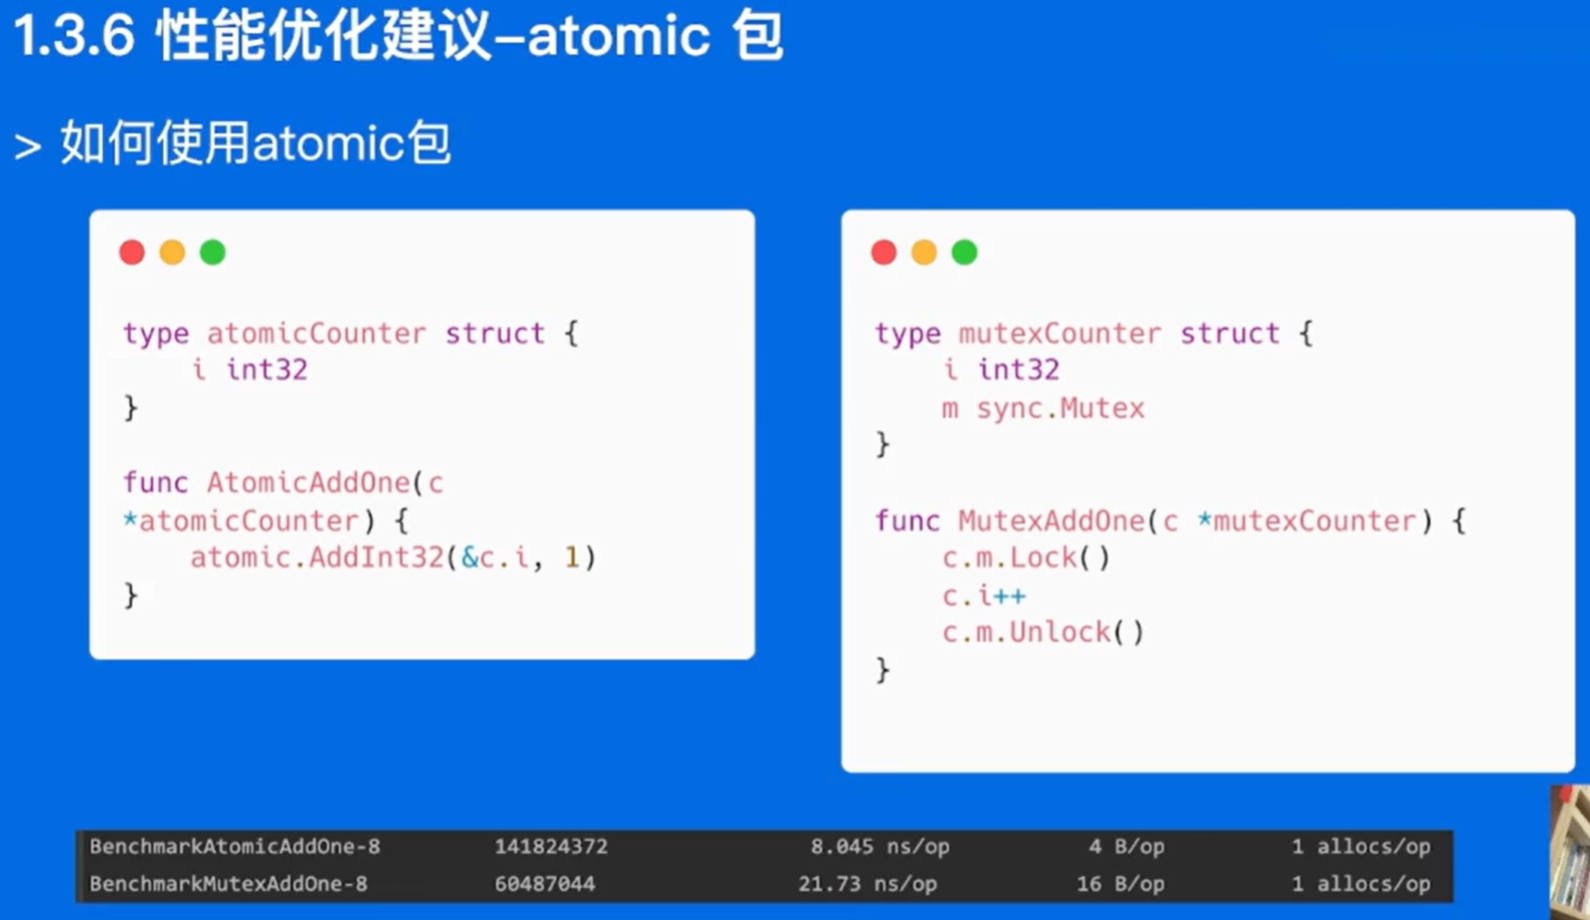 1.3.6 性能优化建议–atomic 包
> 如何使用atomic包
type atomicCounter struct {
    i int32
}
func AtomicAddOne(c
*atomicCounter) {
    atomic.AddInt32(&c.i, 1)
}
type mutexCounter struct {
    i int32
    m sync.Mutex
}
func MutexAddOne(c *mutexCounter) {
    c.m.Lock()
    c.i++
    c.m.Unlock()
}
BenchmarkAtomicAddOne-8 141824372 8.045 ns/op 4 B/op 1 allocs/op
BenchmarkMutexAddOne-8 60487044 21.73 ns/op 16 B/op 1 allocs/op